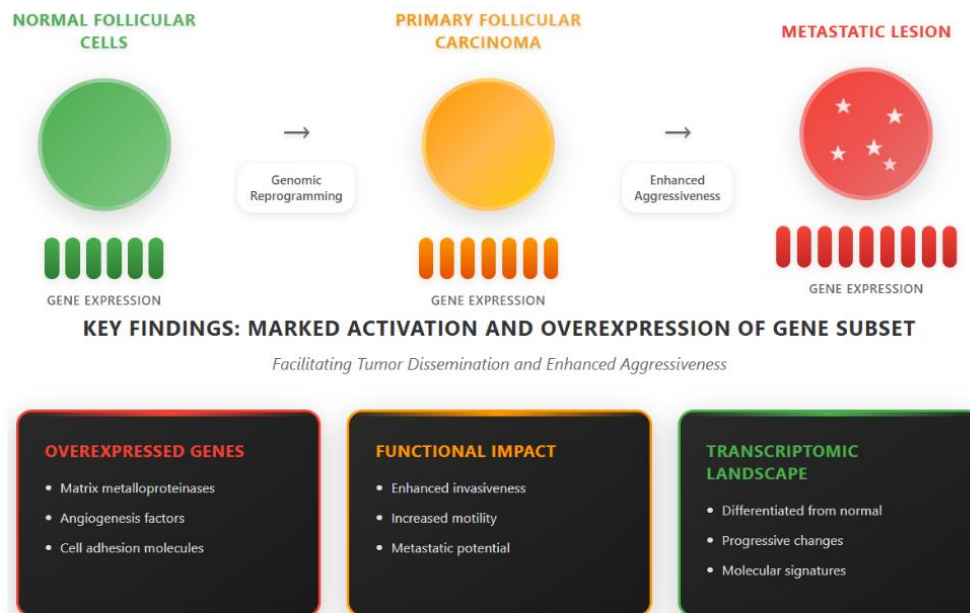 NORMAL FOLLICULAR
CELLS
PRIMARY FOLLICULAR
CARCINOMA
METASTATIC LESION
→
Genomic
Reprogramming
→
Enhanced
Aggressiveness
GENE EXPRESSION
GENE EXPRESSION
GENE EXPRESSION
KEY FINDINGS: MARKED ACTIVATION AND OVEREXPRESSION OF GENE SUBSET
Facilitating Tumor Dissemination and Enhanced Aggressiveness
OVEREXPRESSED GENES
• Matrix metalloproteinases
• Angiogenesis factors
• Cell adhesion molecules
FUNCTIONAL IMPACT
• Enhanced invasiveness
• Increased motility
• Metastatic potential
TRANSCRIPTOMIC
LANDSCAPE
• Differentiated from normal
• Progressive changes
• Molecular signatures